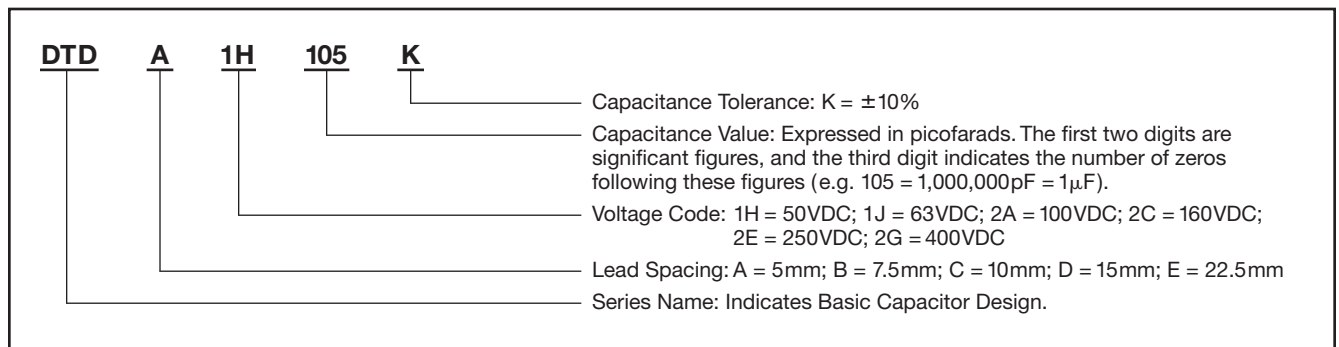 DTD A 1H 105 K
Capacitance Tolerance: K = ±10%
Capacitance Value: Expressed in picofarads. The first two digits are
significant figures, and the third digit indicates the number of zeros
following these figures (e.g. 105 = 1,000,000pF = 1μF).
Voltage Code: 1H = 50VDC; 1J = 63VDC; 2A = 100VDC; 2C = 160VDC;
2E = 250VDC; 2G = 400VDC
Lead Spacing: A = 5mm; B = 7.5mm; C = 10mm; D = 15mm; E = 22.5mm
Series Name: Indicates Basic Capacitor Design.